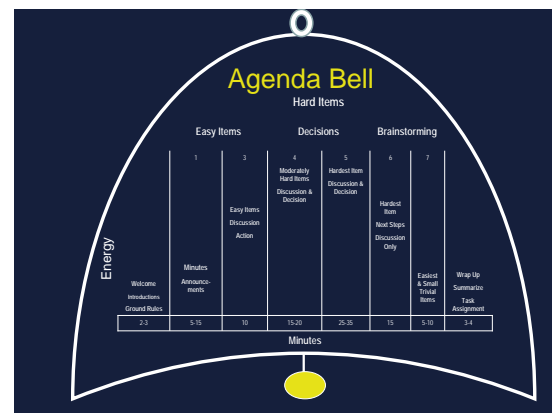 Agenda Bell
Hard Items
Easy Items
Decisions
Brainstorming
1
3
4
5
6
7
Energy
Welcome
Introductions
Ground Rules
Minutes
Announce-
ments
Easy Items
Discussion
Action
Moderately
Hard Items
Discussion &
Decision
Hardest Item
Discussion &
Decision
Hardest
Item
Next Steps
Discussion
Only
Easiest
& Small
Trivial
Items
Wrap Up
Summarize
Task
Assignment
2-3
5-15
10
15-20
25-35
15
5-10
3-4
Minutes